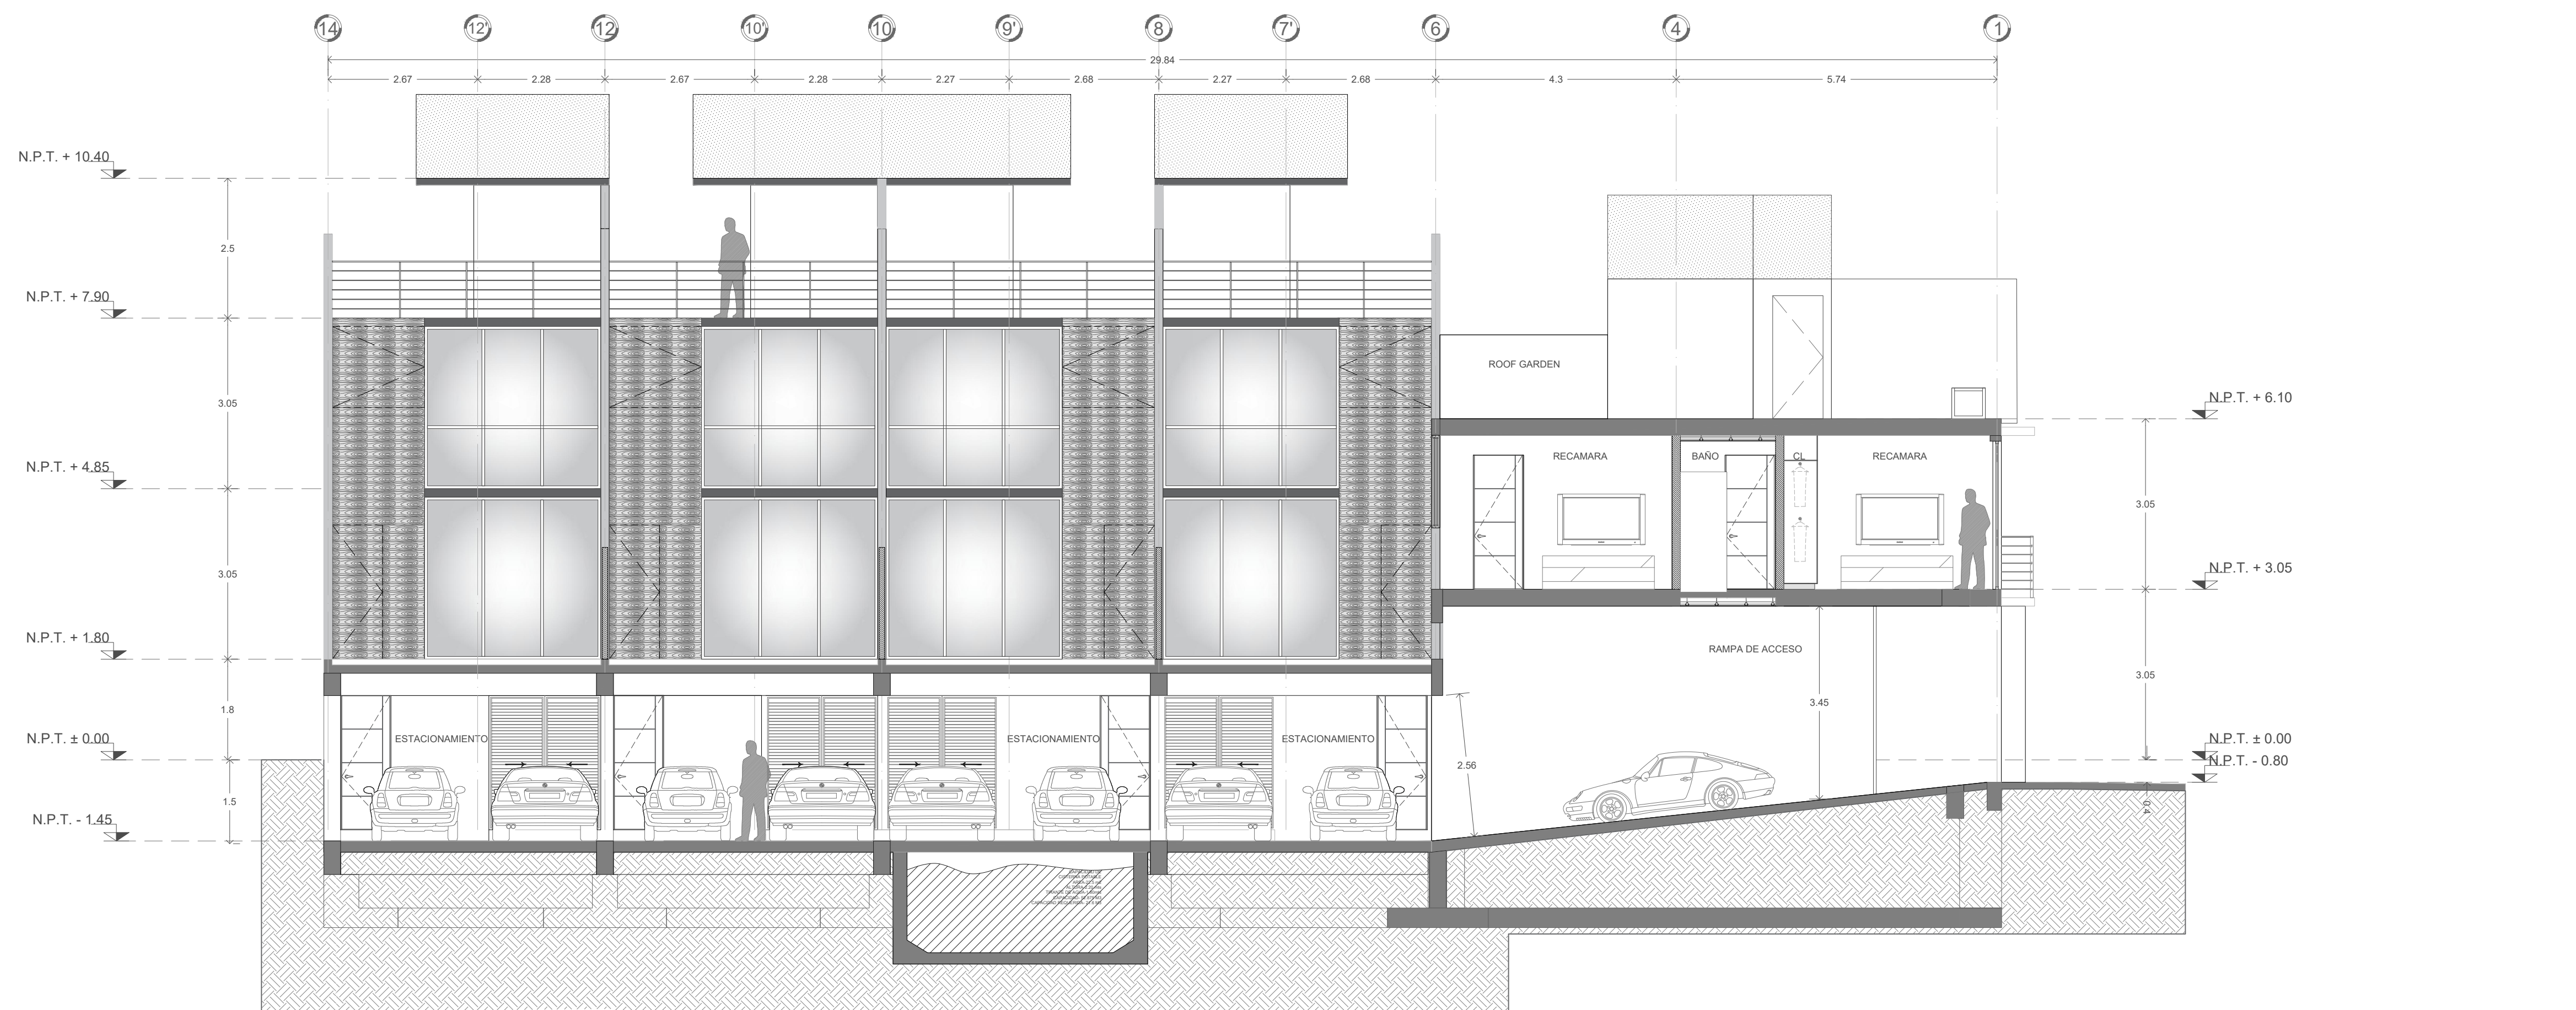 14 12' 12 10' 10 9' 8 7' 6 4 1
29.84
2.67 2.28 2.67 2.28 2.27 2.68 2.27 2.68 4.3 5.74
N.P.T. + 10.40
2.5
N.P.T. + 7.90
ROOF GARDEN
3.05
N.P.T. + 6.10
RECAMARA BAÑO CL RECAMARA
N.P.T. + 4.85
3.05
N.P.T. + 3.05
3.05
N.P.T. + 1.80
RAMPA DE ACCESO
3.05
3.45
1.8
N.P.T. ± 0.00
ESTACIONAMIENTO ESTACIONAMIENTO ESTACIONAMIENTO
N.P.T. ± 0.00
N.P.T. - 0.80
2.56
1.5
0.4
N.P.T. - 1.45